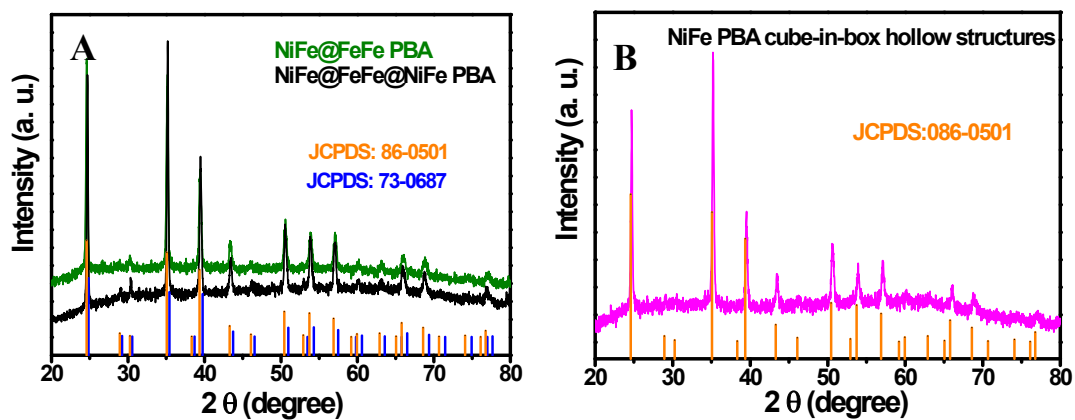 A
NiFe@FeFe PBA
NiFe@FeFe@NiFe PBA
JCPDS: 86-0501
JCPDS: 73-0687
Intensity (a. u.)
20 30 40 50 60 70 80
2 θ (degree)
B
NiFe PBA cube-in-box hollow structures
JCPDS:086-0501
Intensity (a. u.)
20 30 40 50 60 70 80
2 θ (degree)